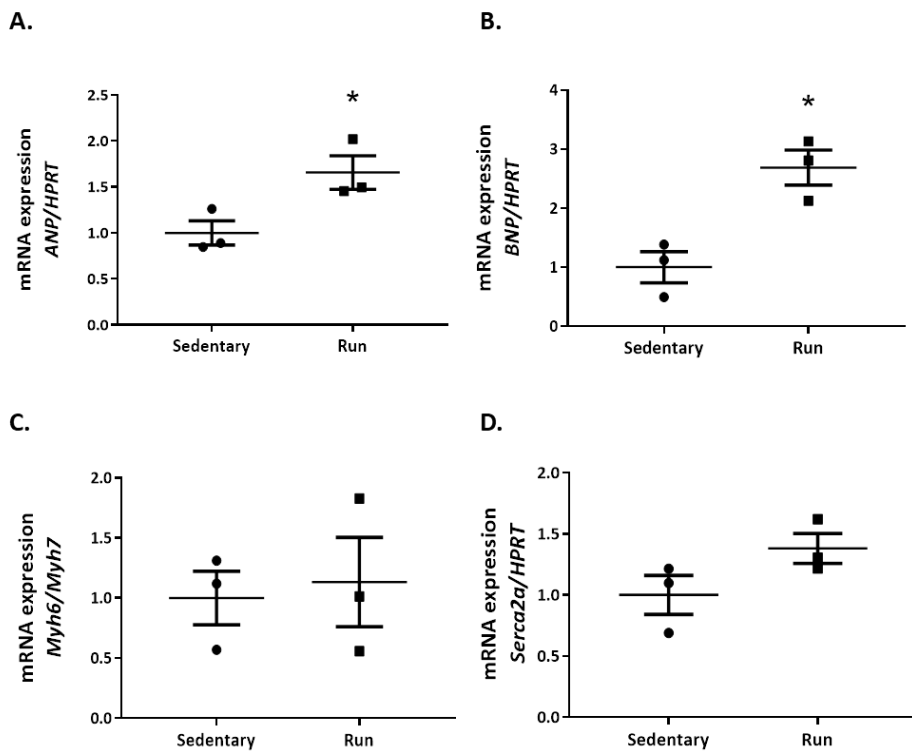 A.
mRNA expression
ANP/HPRT
2.5
2.0
1.5
1.0
0.5
0.0
*
Sedentary
Run
B.
mRNA expression
BNP/HPRT
4
3
2
1
0
*
Sedentary
Run
C.
mRNA expression
Myh6/Myh7
2.0
1.5
1.0
0.5
0.0
Sedentary
Run
D.
mRNA expression
Serca2a/HPRT
2.0
1.5
1.0
0.5
0.0
Sedentary
Run